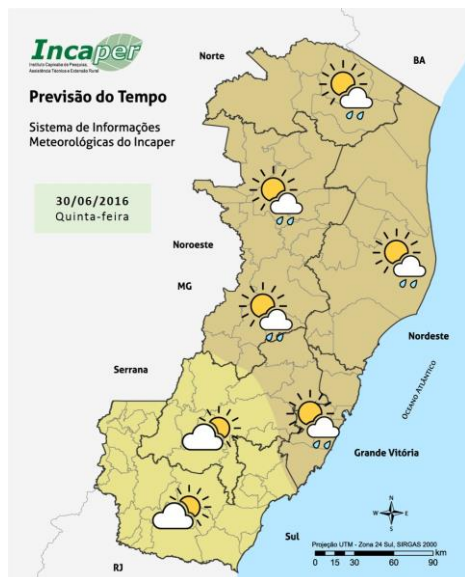 Incaper
Instituto Capixaba de Pesquisa,
Assistência Técnica e Extensão Rural
Previsão do Tempo
Sistema de Informações
Meteorológicas do Incaper
30/06/2016
Quinta-feira
Norte
BA
Noroeste
MG
Nordeste
Serrana
OCEANO ATLÂNTICO
Grande Vitória
Sul
RJ
N
W
E
S
Projeção UTM - Zona 24 Sul, SIRGAS 2000
0 15 30 60 90
km